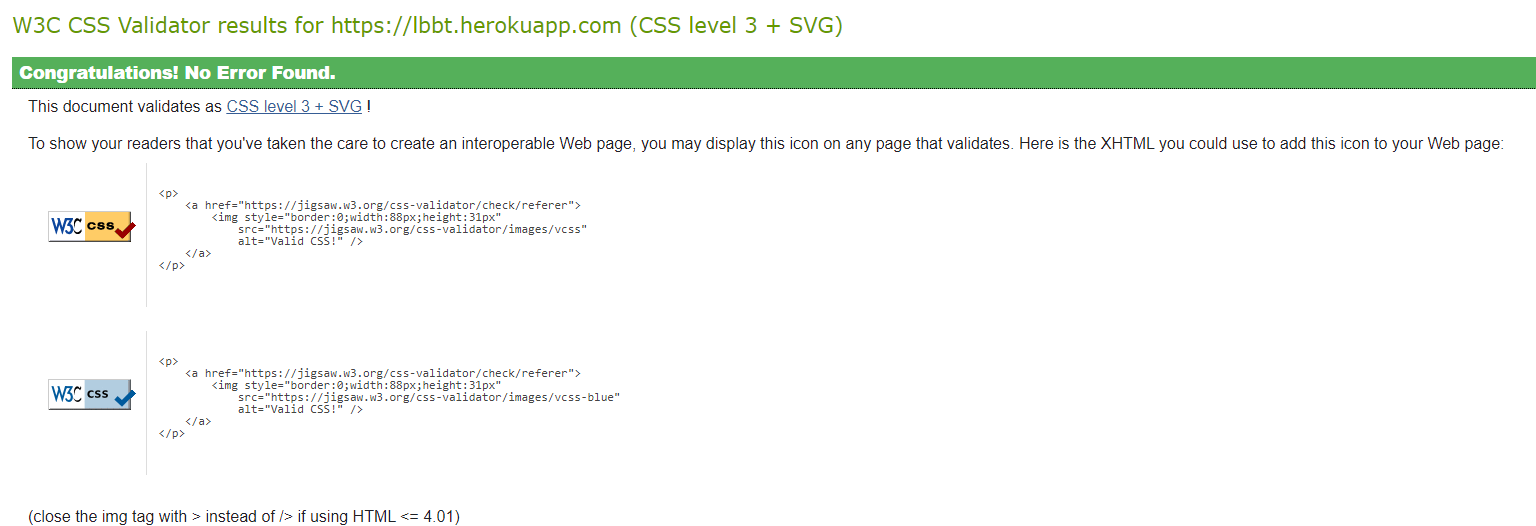 W3C CSS Validator results for https://lbbt.herokuapp.com (CSS level 3 + SVG)
Congratulations! No Error Found.
This document validates as CSS level 3 + SVG !
To show your readers that you've taken the care to create an interoperable Web page, you may display this icon on any page that validates. Here is the XHTML you could use to add this icon to your Web page:
W3C css
<p>
<a href="https://jigsaw.w3.org/css-validator/check/referer">
<img style="border:0;width:88px;height:31px"
src="https://jigsaw.w3.org/css-validator/images/vcss"
alt="Valid CSS!" />
</a>
</p>
W3C css
<p>
<a href="https://jigsaw.w3.org/css-validator/check/referer">
<img style="border:0;width:88px;height:31px"
src="https://jigsaw.w3.org/css-validator/images/vcss-blue"
alt="Valid CSS!" />
</a>
</p>
(close the img tag with > instead of /> if using HTML <= 4.01)